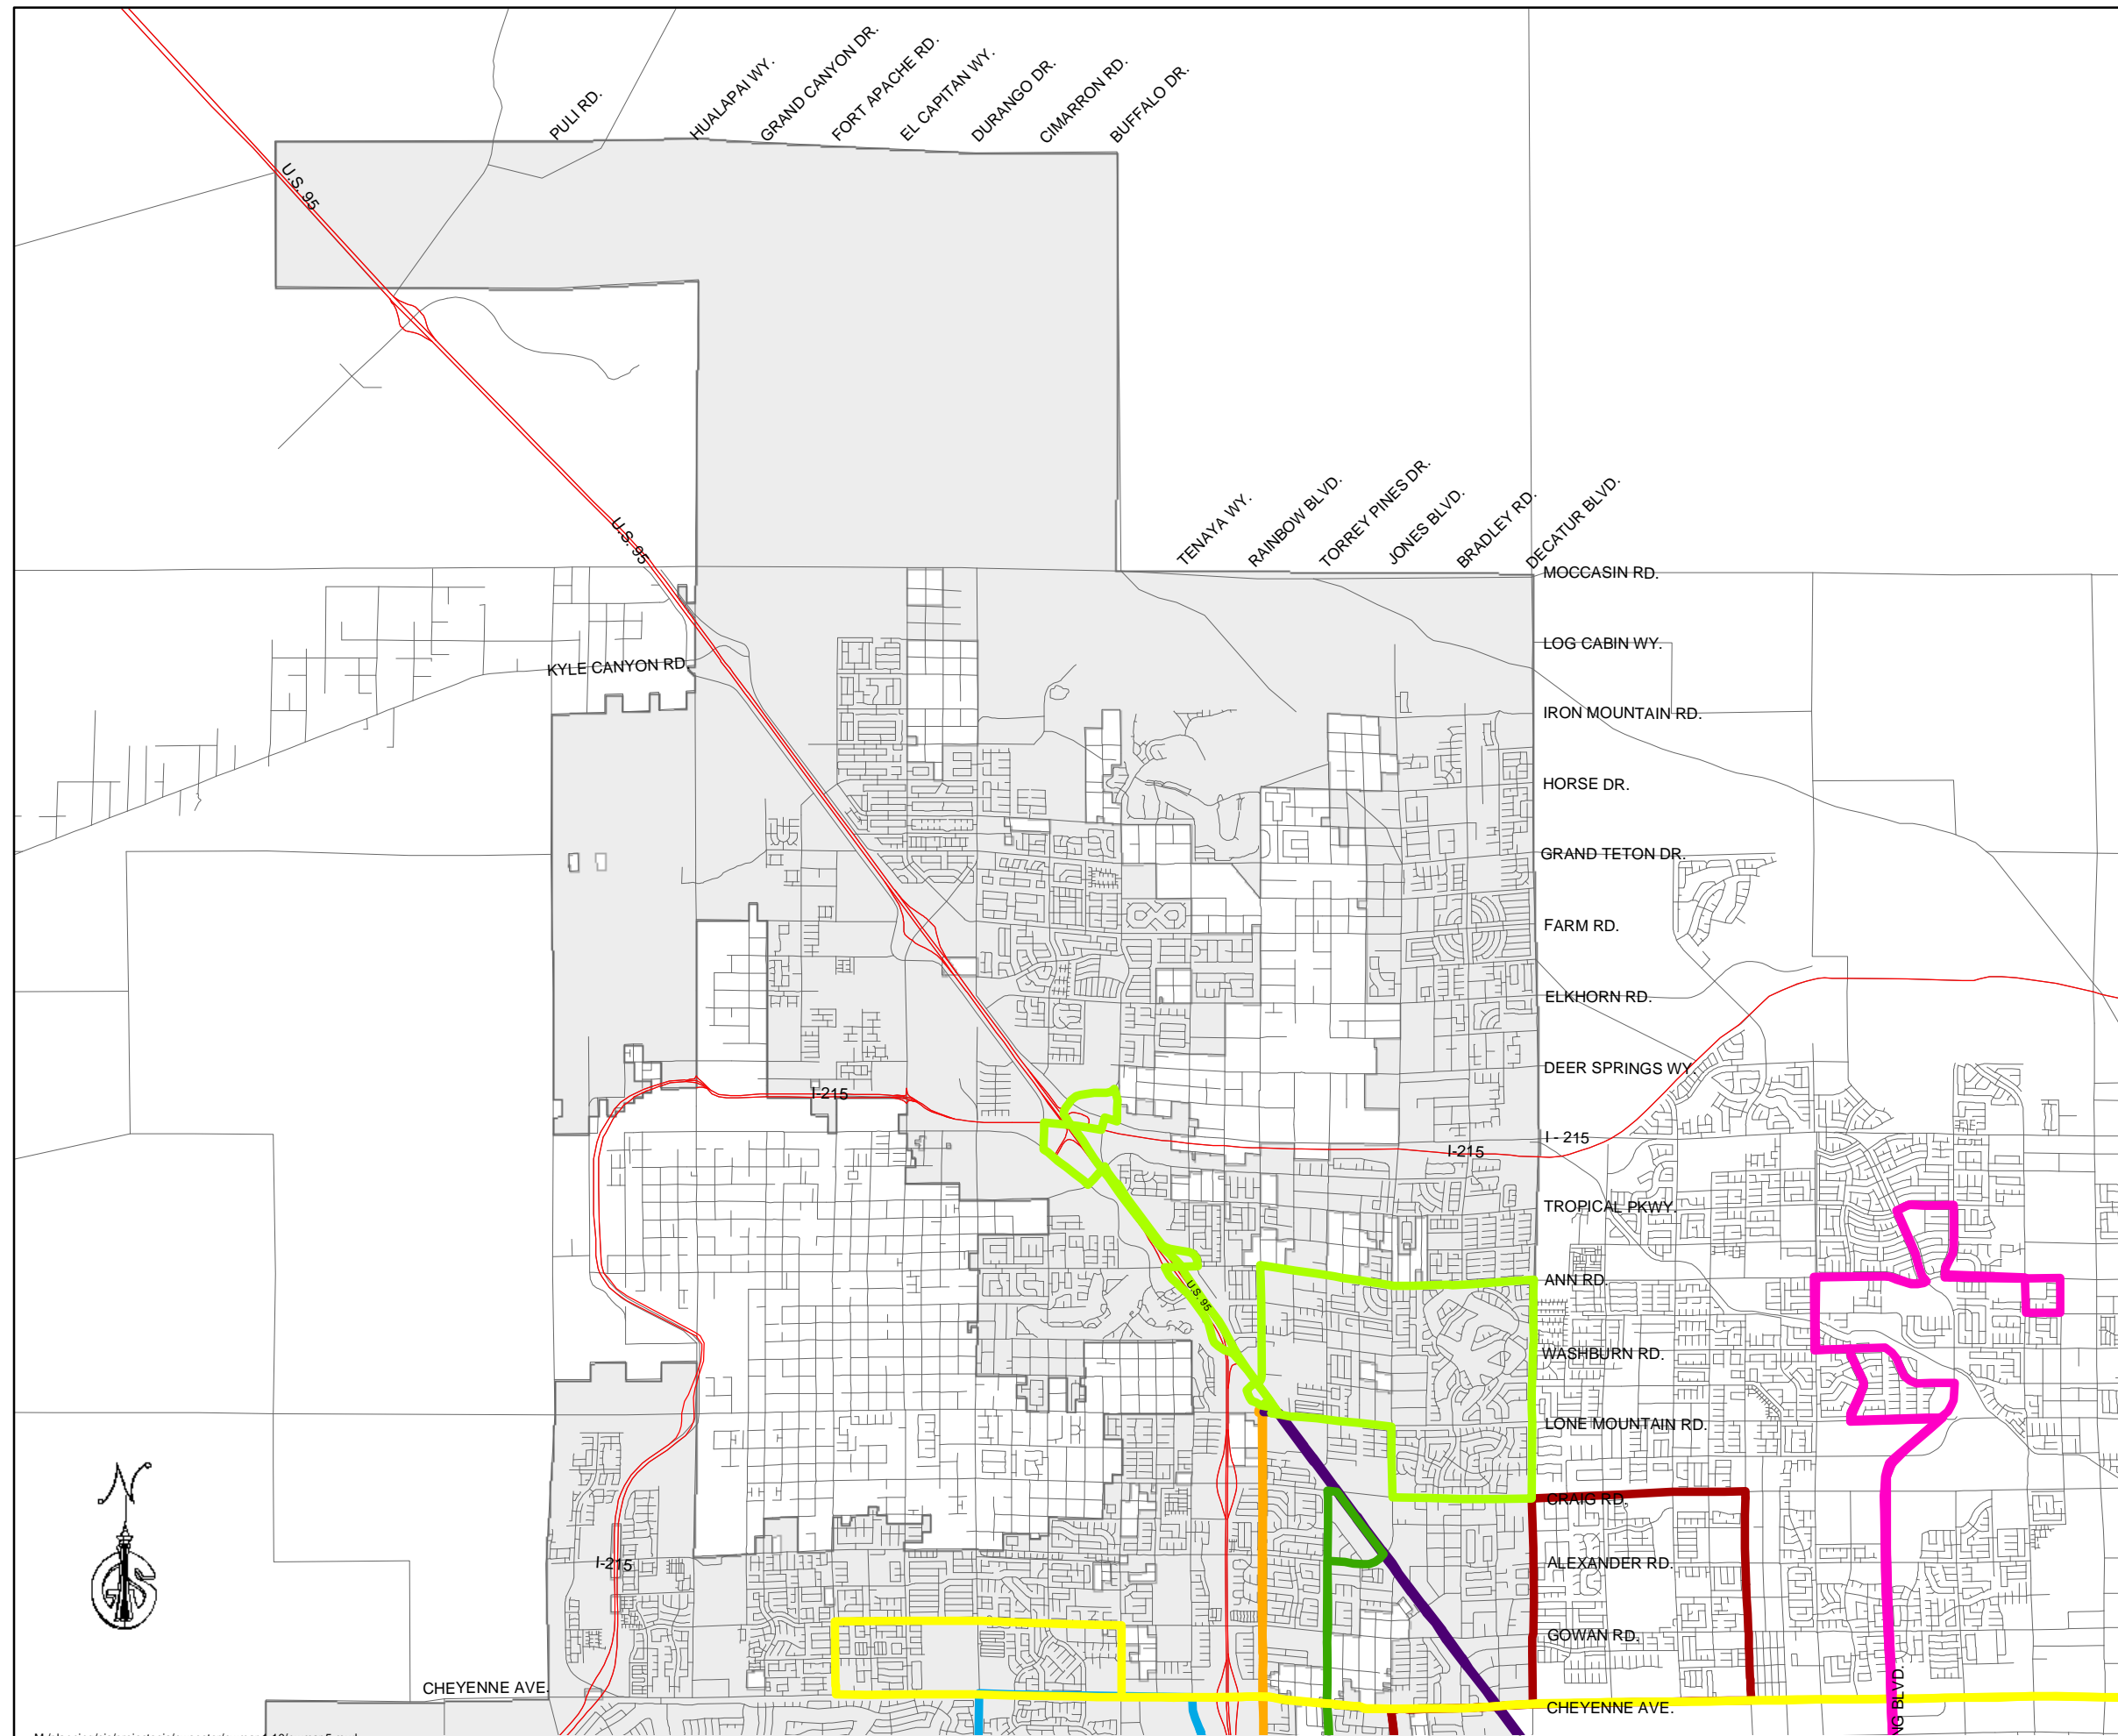 PULI RD.
HUALAPAI WY.
GRAND CANYON DR.
FORT APACHE RD.
EL CAPITAN WY.
DURANGO DR.
CIMARRON RD.
BUFFALO DR.
U.S. 95
U.S. 95
TENAYA WY.
RAINBOW BLVD.
TORREY PINES DR.
JONES BLVD.
BRADLEY RD.
DECATUR BLVD.
MOCCASIN RD.
LOG CABIN WY.
KYLE CANYON RD.
IRON MOUNTAIN RD.
HORSE DR.
GRAND TETON DR.
FARM RD.
ELKHORN RD.
DEER SPRINGS WY.
I-215
I - 215
I-215
TROPICAL PKWY.
ANN RD.
U.S. 95
WASHBURN RD.
LONE MOUNTAIN RD.
N
CRAIG RD.
I-215
ALEXANDER RD.
GOWAN RD.
CHEYENNE AVE.
CHEYENNE AVE.
BLVD.